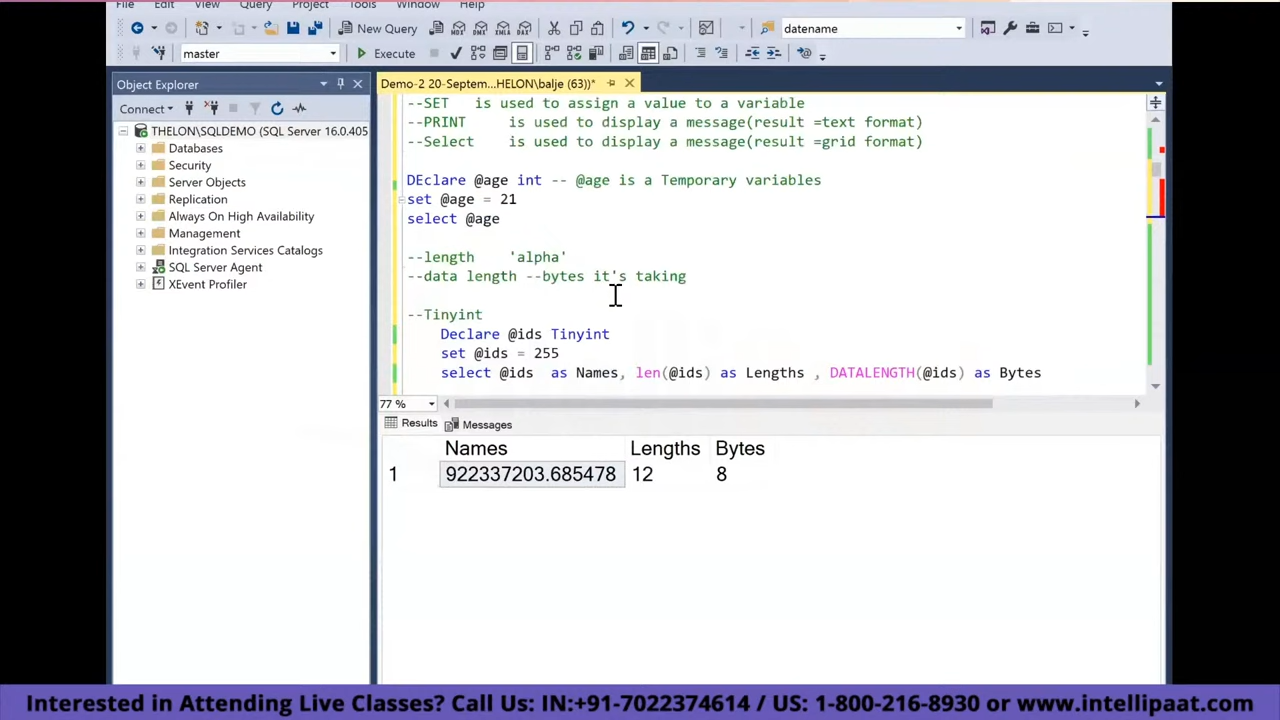 File Edit View Query Project Tools Window Help
New Query
datename
master
Execute
Object Explorer
Connect
THELON\SQLDEMO (SQL Server 16.0.405
Databases
Security
Server Objects
Replication
Always On High Availability
Management
Integration Services Catalogs
SQL Server Agent
XEvent Profiler
Demo-2 20-Septem...HELON\balje (63))*
--SET is used to assign a value to a variable
--PRINT is used to display a message(result =text format)
--Select is used to display a message(result =grid format)
DEclare @age int -- @age is a Temporary variables
set @age = 21
select @age
--length 'alpha'
--data length --bytes it's taking
--Tinyint
Declare @ids Tinyint
set @ids = 255
select @ids as Names, len(@ids) as Lengths , DATALENGTH(@ids) as Bytes
77 %
Results Messages
Names Lengths Bytes
1 922337203.685478 12 8
Interested in Attending Live Classes? Call Us: IN:+91-7022374614 / US: 1-800-216-8930 or www.intellipaat.com